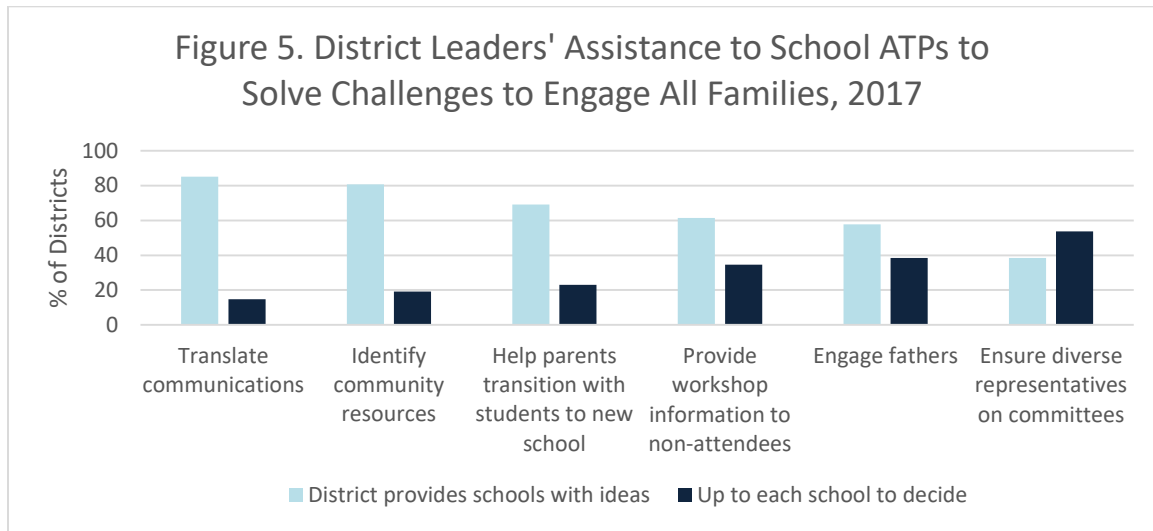 Figure 5. District Leaders' Assistance to School ATPs to
Solve Challenges to Engage All Families, 2017
% of Districts
100
80
60
40
20
0
Translate
communications
Identify
community
resources
Help parents
transition with
students to new
school
Provide
workshop
information to
non-attendees
Engage fathers
Ensure diverse
representatives
on committees
District provides schools with ideas
Up to each school to decide